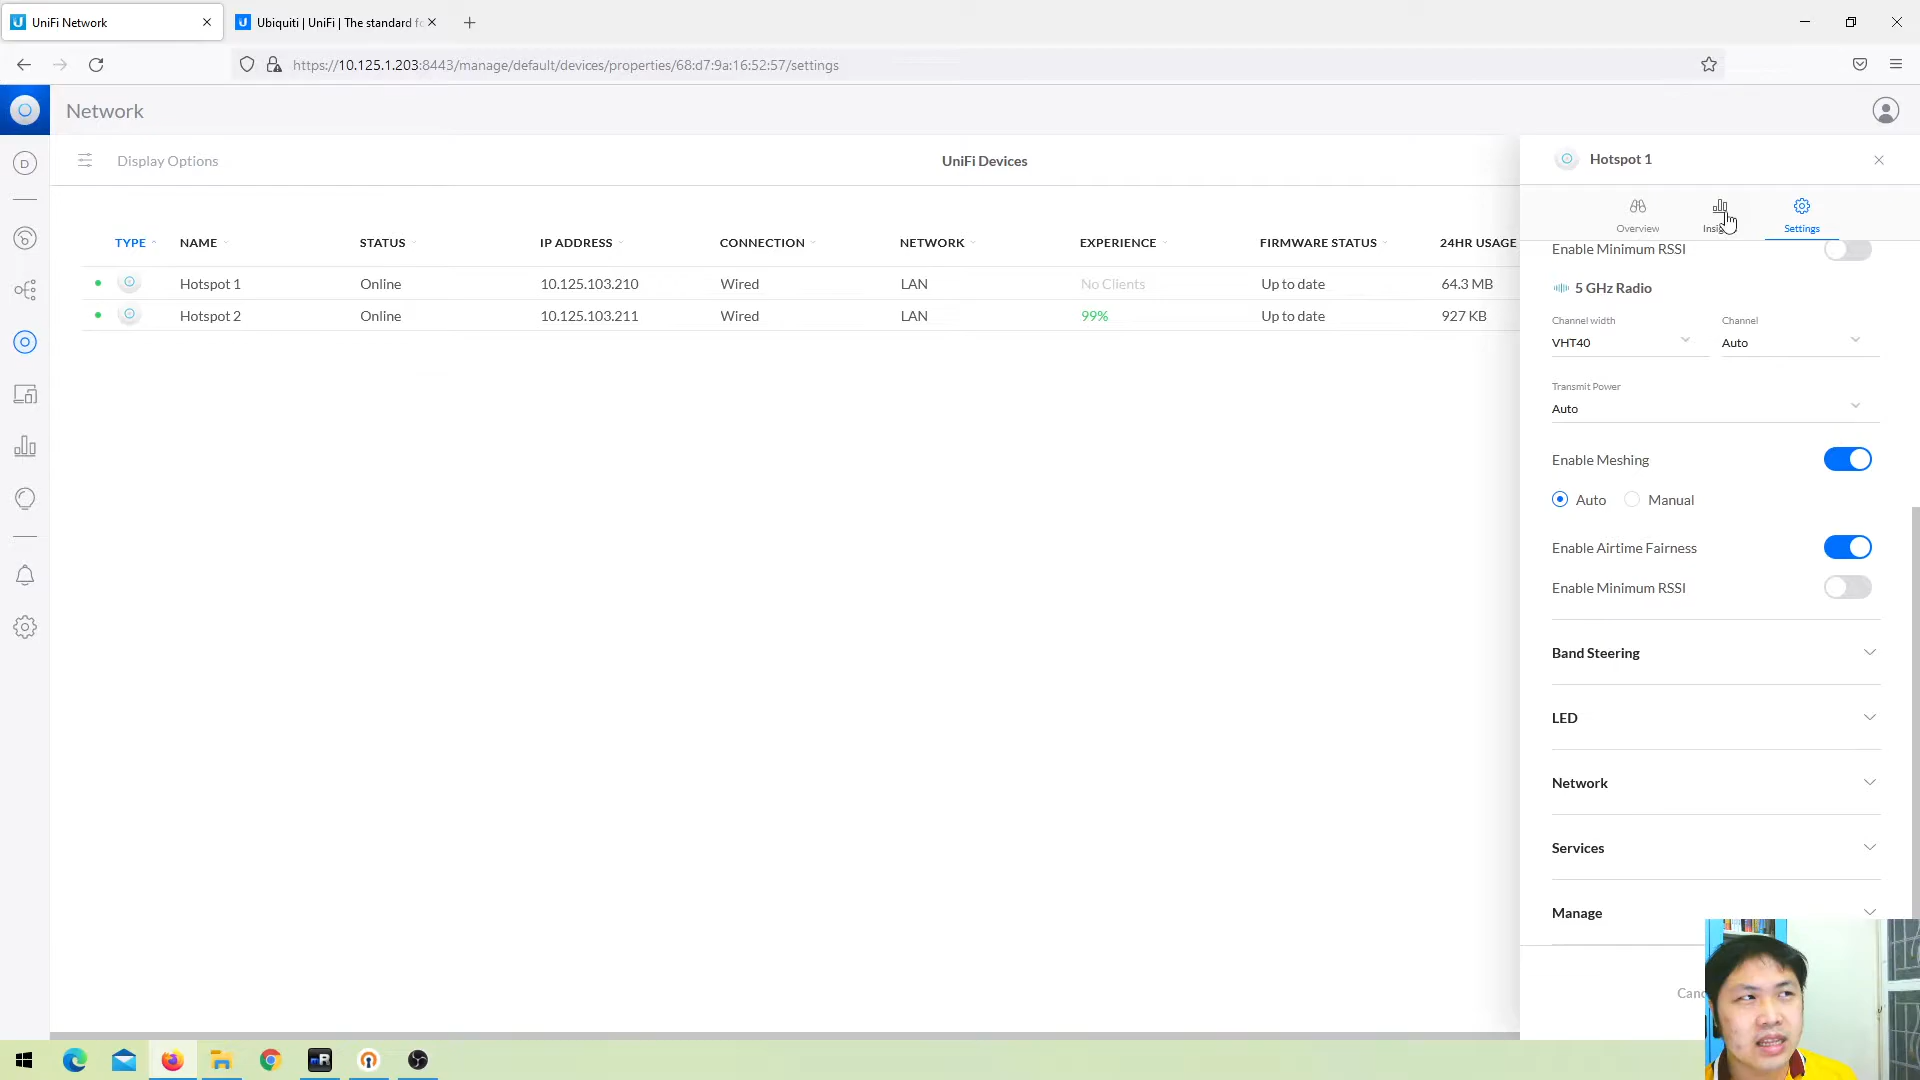 UniFi Network
Ubiquiti | UniFi | The standard fo
https://10.125.1.203:8443/manage/default/devices/properties/68:d7:9a:16:52:57/settings
Network
D
Display Options
UniFi Devices
TYPE NAME STATUS IP ADDRESS CONNECTION NETWORK EXPERIENCE FIRMWARE STATUS 24HR USAGE
Hotspot 1 Online 10.125.103.210 Wired LAN No Clients Up to date 64.3 MB
Hotspot 2 Online 10.125.103.211 Wired LAN 99% Up to date 927 KB
Hotspot 1
Overview
Settings
Enable Minimum RSSI
5 GHz Radio
Channel width
VHT40
Channel
Auto
Transmit Power
Auto
Enable Meshing
Auto Manual
Enable Airtime Fairness
Enable Minimum RSSI
Band Steering
LED
Network
Services
Manage
mR